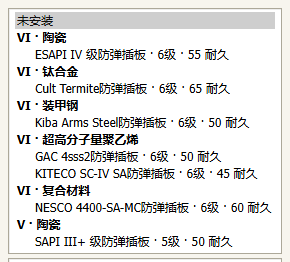 未安装
VI · 陶瓷
ESAPI IV 级防弹插板 · 6级 · 55 耐久
VI · 钛合金
Cult Termite防弹插板 · 6级 · 65 耐久
VI · 装甲钢
Kiba Arms Steel防弹插板 · 6级 · 50 耐久
VI · 超高分子量聚乙烯
GAC 4sss2防弹插板 · 6级 · 50 耐久
KITECO SC-IV SA防弹插板 · 6级 · 45 耐久
VI · 复合材料
NESCO 4400-SA-MC防弹插板 · 6级 · 60 耐久
V · 陶瓷
SAPI III+ 级防弹插板 · 5级 · 50 耐久